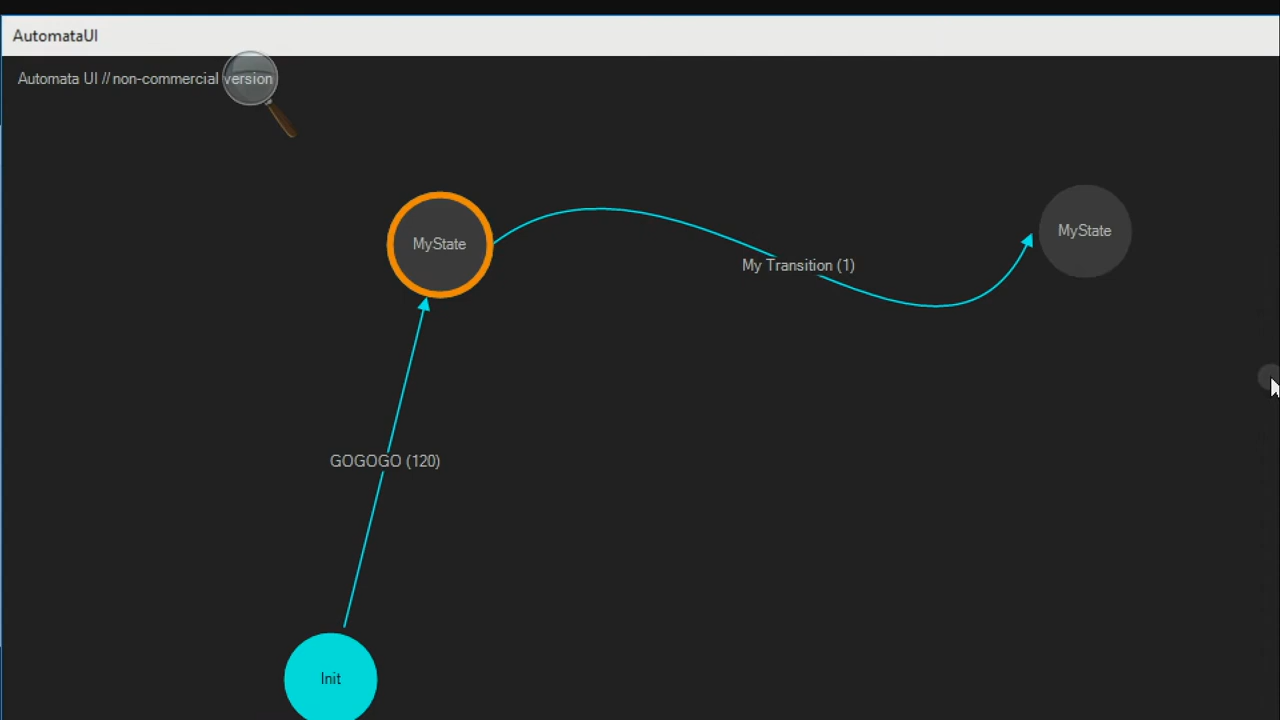 AutomataUI
Automata UI // non-commercial version
MyState
MyState
My Transition (1)
GOGOGO (120)
Init